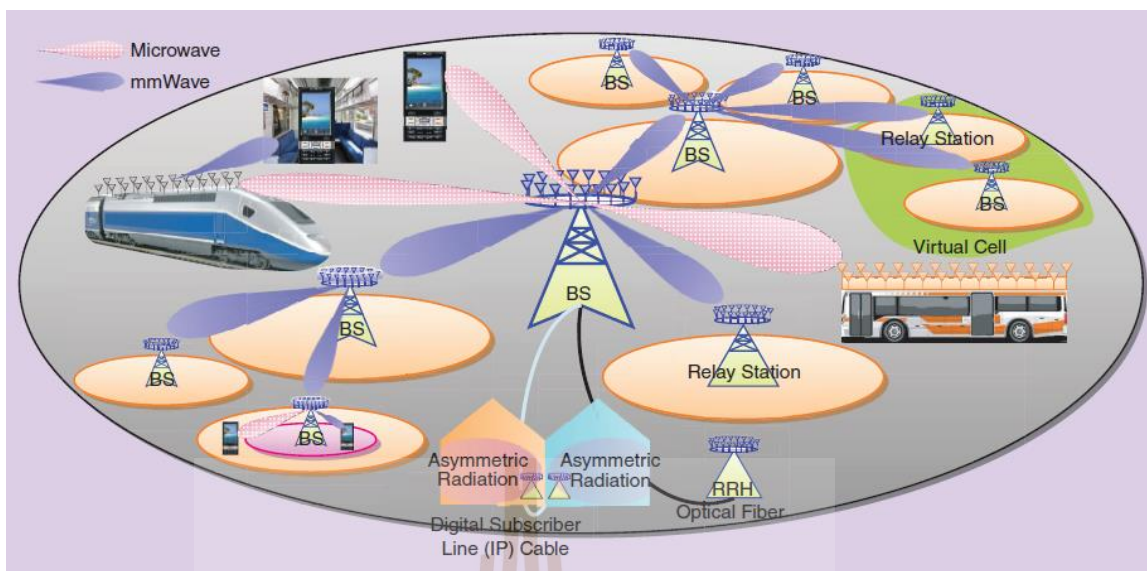 Microwave
mmWave
BS
BS
BS
Relay Station
BS
Virtual Cell
BS
BS
BS
Relay Station
BS
Asymmetric
Radiation
Asymmetric
Radiation
RRH
Optical Fiber
Digital Subscriber
Line (IP) Cable